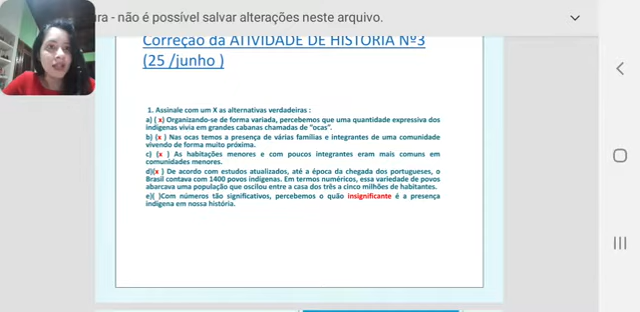 ura - não é possível salvar alterações neste arquivo.
Correção da ATIVIDADE DE HISTÓRIA Nº3
(25 /junho )
1. Assinale com um X as alternativas verdadeiras :
a) ( x) Organizando-se de forma variada, percebemos que uma quantidade expressiva dos
indígenas vivia em grandes cabanas chamadas de “ocas”.
b) (x ) Nas ocas temos a presença de várias famílias e integrantes de uma comunidade
vivendo de forma muito próxima.
c) (x ) As habitações menores e com poucos integrantes eram mais comuns em
comunidades menores.
d)(x ) De acordo com estudos atualizados, até a época da chegada dos portugueses, o
Brasil contava com 1400 povos indígenas. Em termos numéricos, essa variedade de povos
abarcava uma população que oscilou entre a casa dos três a cinco milhões de habitantes.
e)( )Com números tão significativos, percebemos o quão insignificante é a presença
indígena em nossa história.